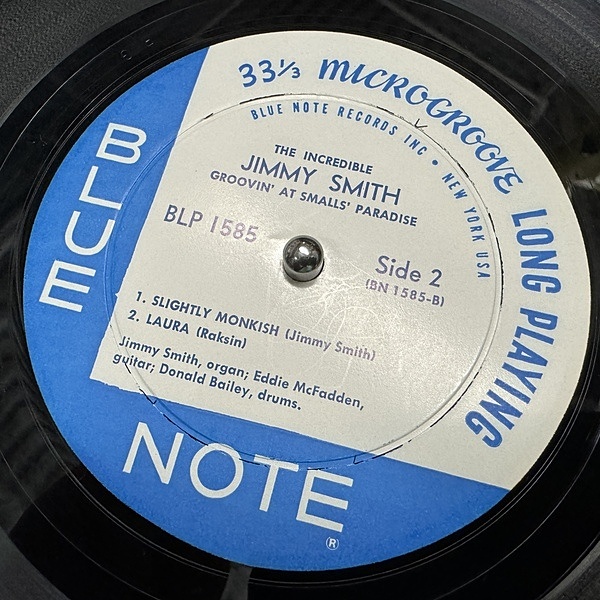 33⅓ MICROGROOVE LONG PLAYING
BLUE NOTE RECORDS INC • NEW YORK USA
THE INCREDIBLE
JIMMY SMITH
GROOVIN' AT SMALLS' PARADISE
BLP 1585
Side 2
(BN 1585-B)
1. SLIGHTLY MONKISH (Jimmy Smith)
2. LAURA (Raksin)
Jimmy Smith, organ; Eddie McFadden,
guitar; Donald Bailey, drums.
BLUE
NOTE
®